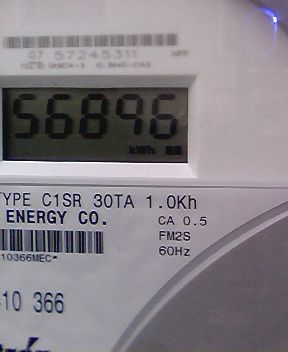 07 57245311
56896
kWh
TYPE C1SR 30TA 1.0Kh
ENERGY CO. CA 0.5
FM2S
60Hz
10366MEC*
10 366